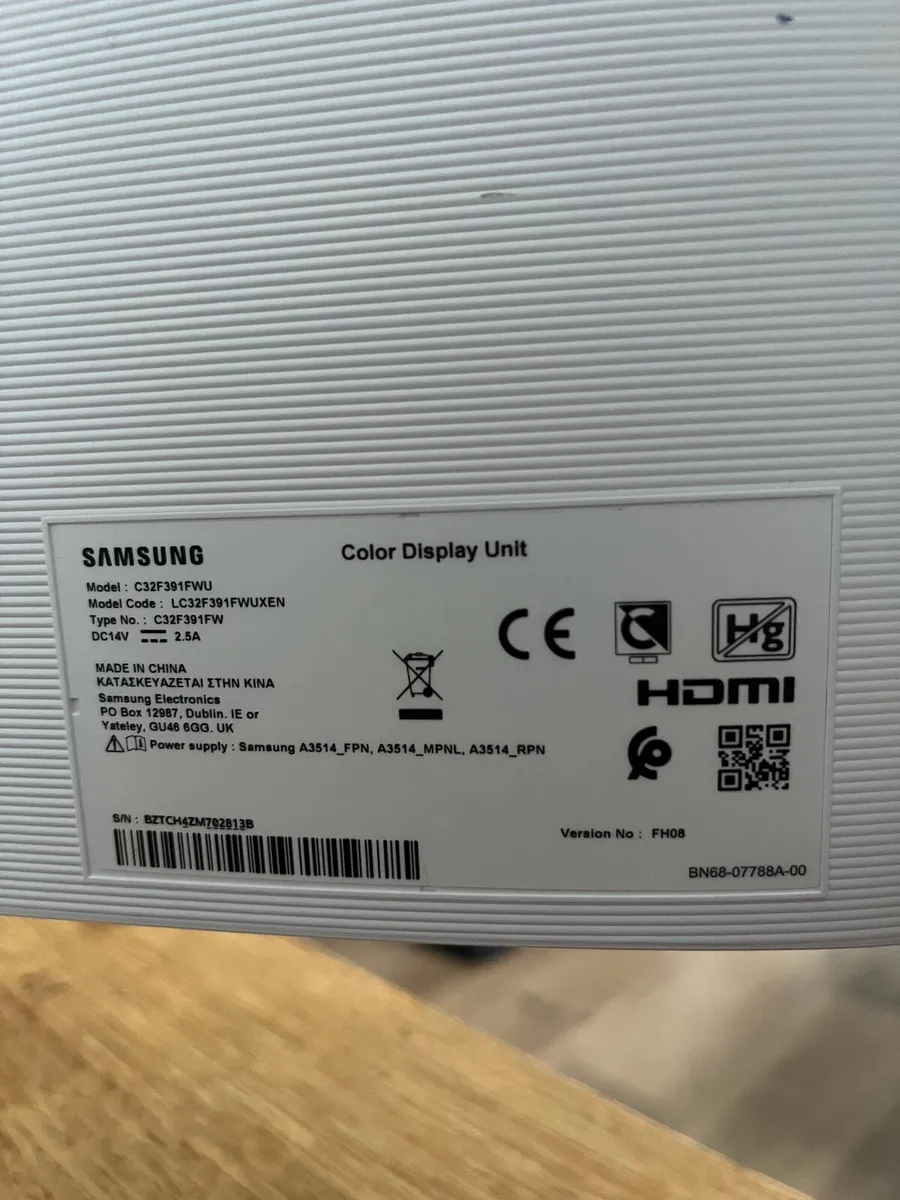 SAMSUNG
Color Display Unit
Model : C32F391FWU
Model Code : LC32F391FWUXEN
Type No. : C32F391FW
DC14V 2.5A
MADE IN CHINA
ΚΑΤΑΣΚΕΥΑΖΕΤΑΙ ΣΤΗΝ ΚΙΝΑ
Samsung Electronics
PO Box 12987, Dublin. IE or
Yateley, GU46 6GG. UK
Power supply : Samsung A3514_FPN, A3514_MPNL, A3514_RPN
CE
C
Hg
HDMI
S/N : BZTCH4ZM702813B
Version No : FH08
BN68-07788A-00